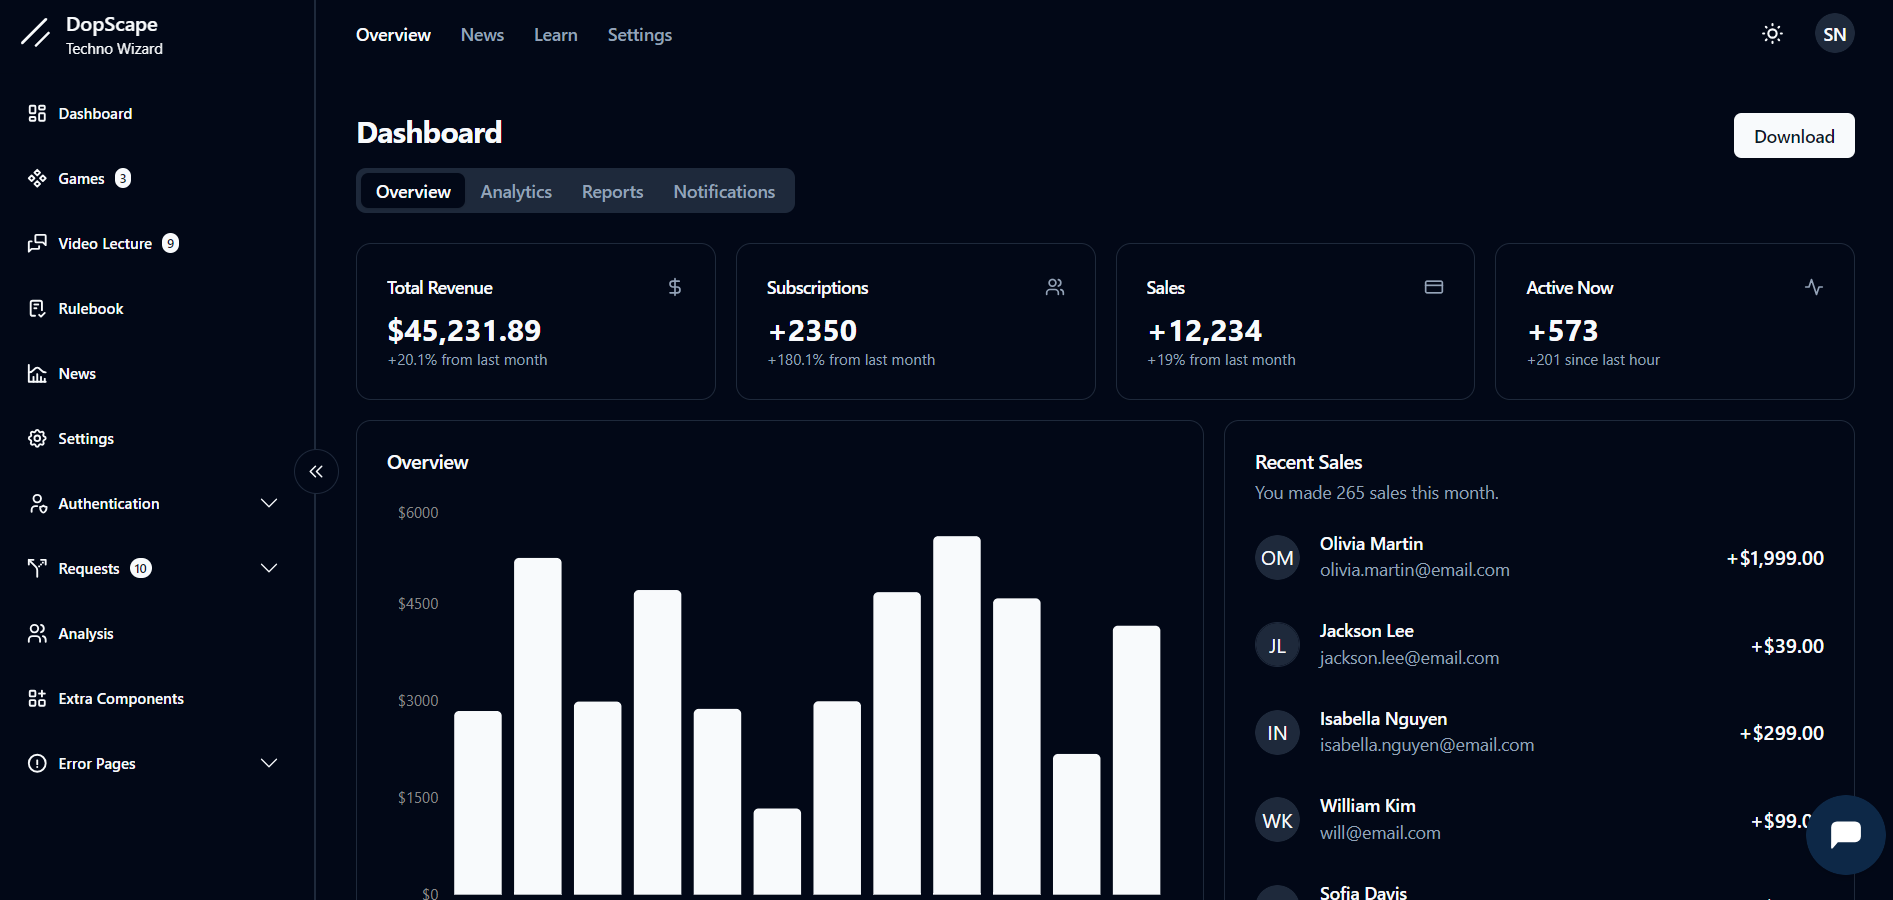 DopScape
Techno Wizard
Overview
News
Learn
Settings
SN
Dashboard
Games 3
Video Lecture 9
Rulebook
News
Settings
Authentication
Requests 10
Analysis
Extra Components
Error Pages
Dashboard
Download
Overview
Analytics
Reports
Notifications
Total Revenue
$45,231.89
+20.1% from last month
Subscriptions
+2350
+180.1% from last month
Sales
+12,234
+19% from last month
Active Now
+573
+201 since last hour
Overview
$6000
$4500
$3000
$1500
$0
Recent Sales
You made 265 sales this month.
OM
Olivia Martin
olivia.martin@email.com
+$1,999.00
JL
Jackson Lee
jackson.lee@email.com
+$39.00
IN
Isabella Nguyen
isabella.nguyen@email.com
+$299.00
WK
William Kim
will@email.com
+$99.0
Sofia Davis